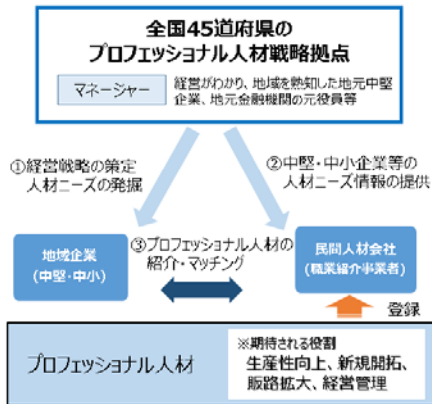 全国45道府県の
プロフェッショナル人材戦略拠点
マネージャー
経営がわかり、地域を熟知した地元中堅
企業、地元金融機関の元役員等
①経営戦略の策定
人材ニーズの発掘
②中堅・中小企業等の
人材ニーズ情報の提供
地域企業
(中堅・中小)
③プロフェッショナル人材の
紹介・マッチング
民間人材会社
(職業紹介事業者)
登録
プロフェッショナル人材
※期待される役割
生産性向上、新規開拓、
販路拡大、経営管理